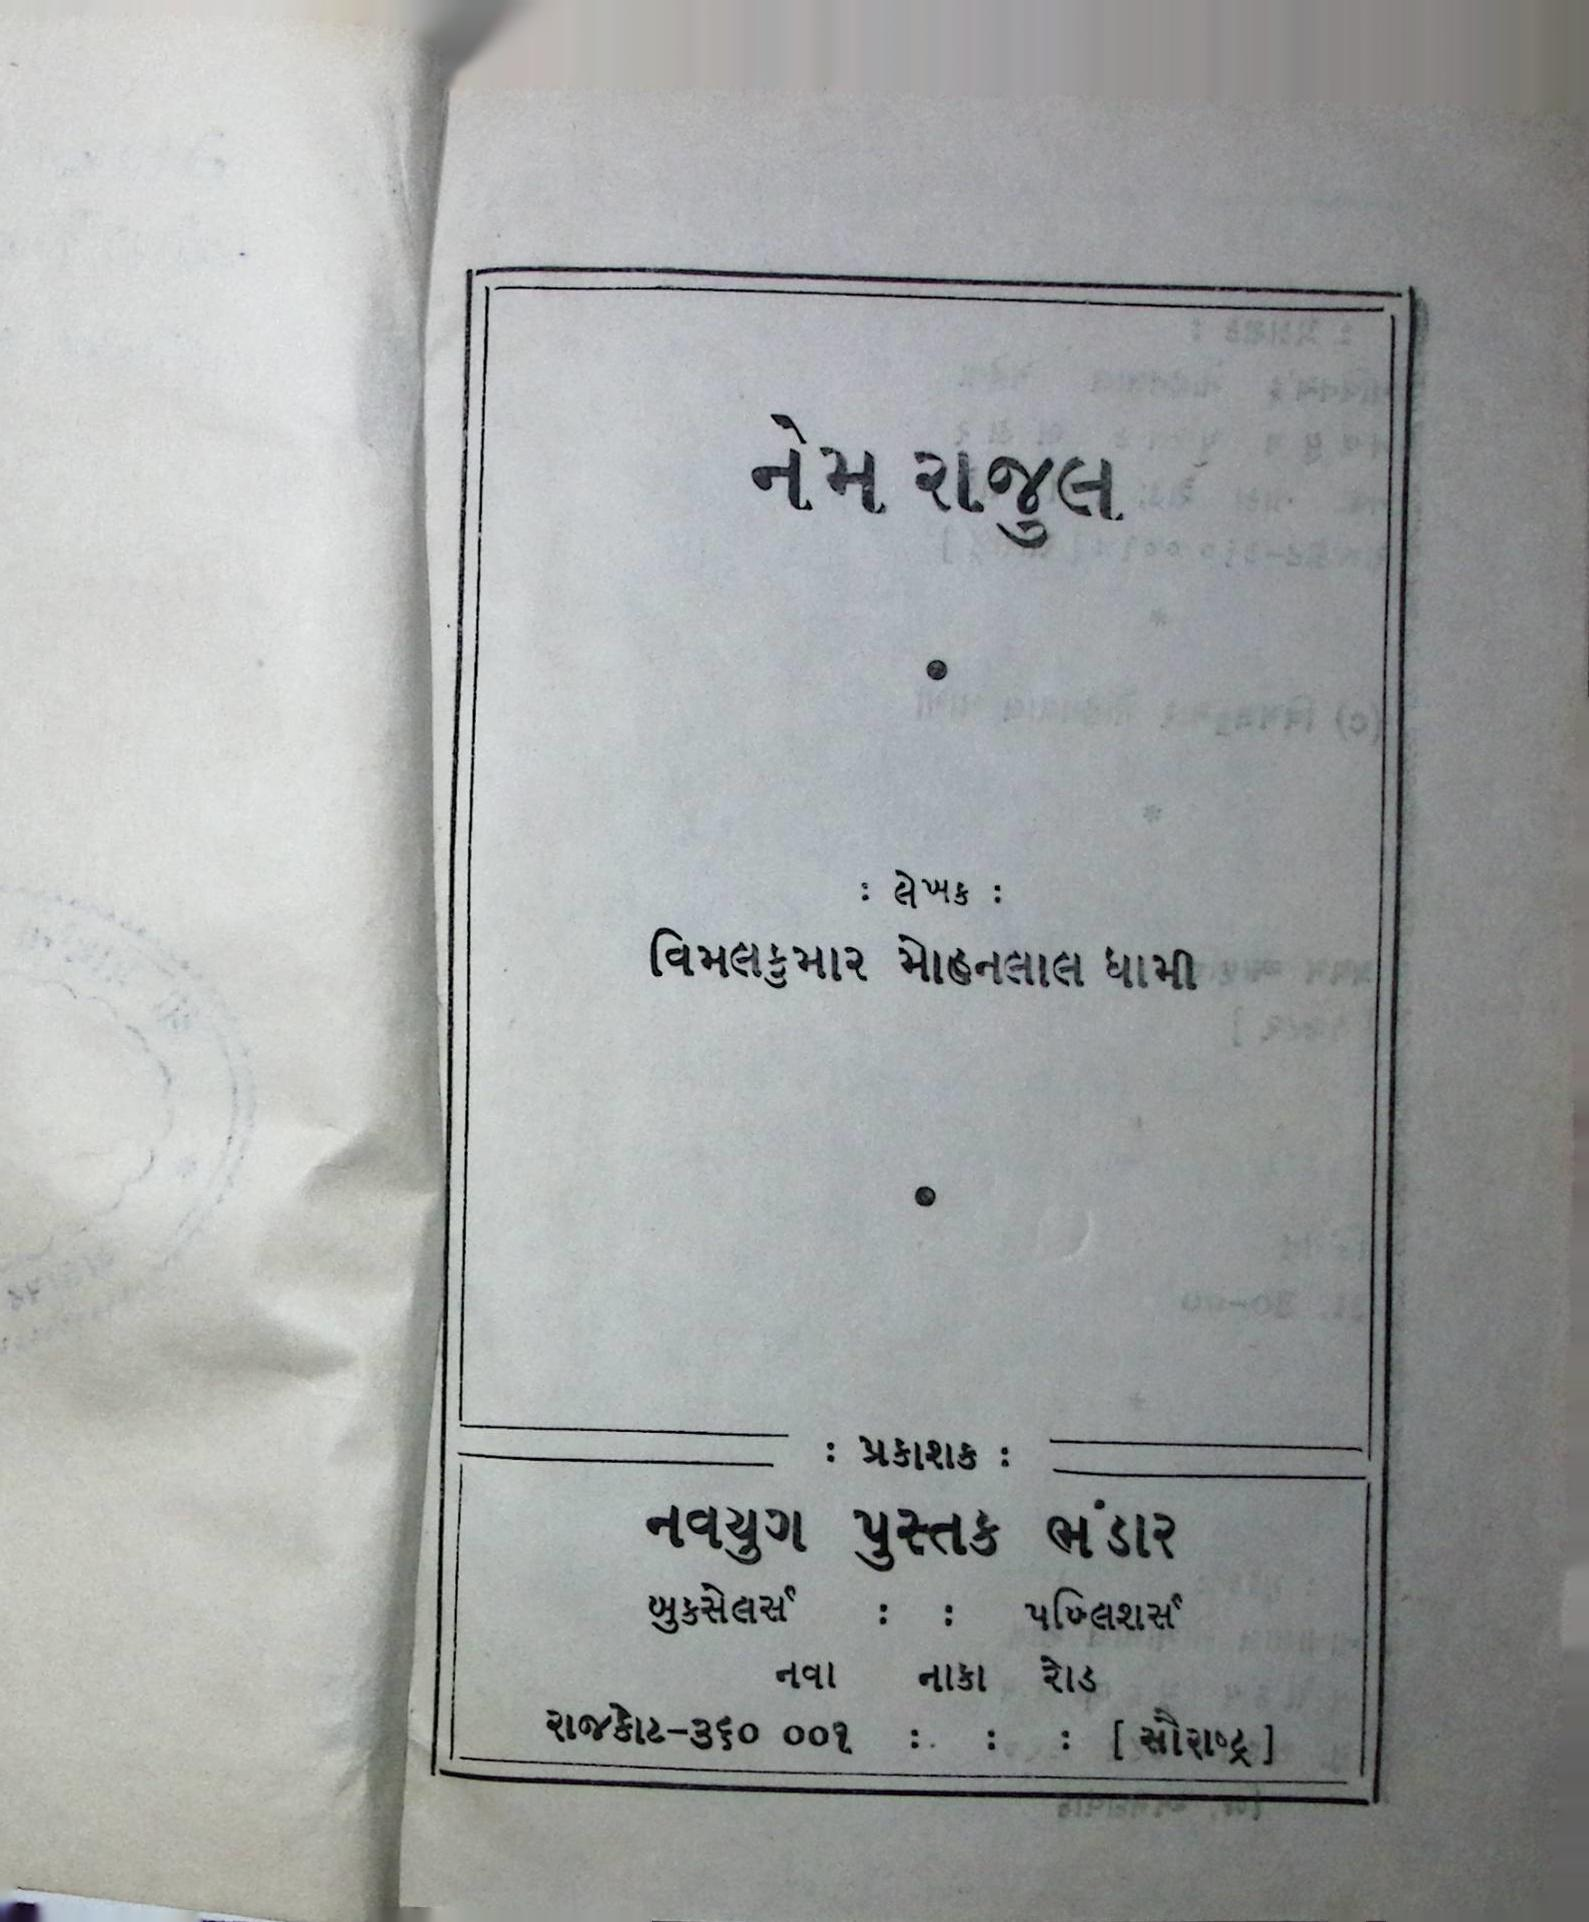 નેમ રાજુલ
: લેખક :
વિમલકુમાર મોહનલાલ ધામી
: પ્રકાશક :
નવયુગ પુસ્તક ભંડાર
બુકસેલર્સ : : પબ્લિશર્સ
નવા નાકા રોડ
રાજકોટ-૩૬૦ ૦૦૧ : : : [ સૌરાષ્ટ્ર ]